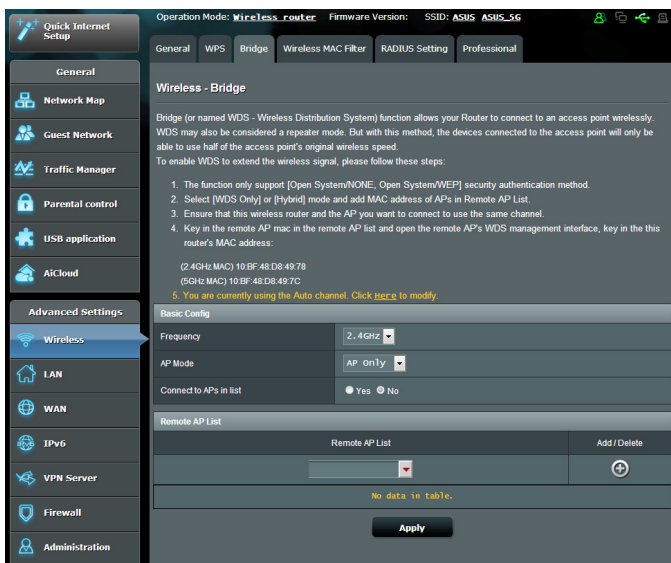 Quick Internet
Setup
Operation Mode: Wireless router Firmware Version: SSID: ASUS ASUS_5G
General WPS Bridge Wireless MAC Filter RADIUS Setting Professional
General
Network Map
Guest Network
Traffic Manager
Parental control
USB application
AiCloud
Advanced Settings
Wireless
LAN
WAN
IPv6
VPN Server
Firewall
Administration
Wireless - Bridge
Bridge (or named WDS - Wireless Distribution System) function allows your Router to connect to an access point wirelessly.
WDS may also be considered a repeater mode. But with this method, the devices connected to the access point will only be
able to use half of the access point's original wireless speed.
To enable WDS to extend the wireless signal, please follow these steps:
1. The function only support [Open System/NONE, Open System/WEP] security authentication method.
2. Select [WDS Only] or [Hybrid] mode and add MAC address of APs in Remote AP List.
3. Ensure that this wireless router and the AP you want to connect to use the same channel.
4. Key in the remote AP mac in the remote AP list and open the remote AP's WDS management interface, key in the this
router's MAC address:
(2.4GHz MAC) 10:BF:48:D8:49:78
(5GHz MAC) 10:BF:48:D8:49:7C
5. You are currently using the Auto channel. Click Here to modify.
Basic Config
Frequency 2.4GHz
AP Mode AP Only
Connect to APs in list Yes No
Remote AP List
Remote AP List Add / Delete
No data in table.
Apply